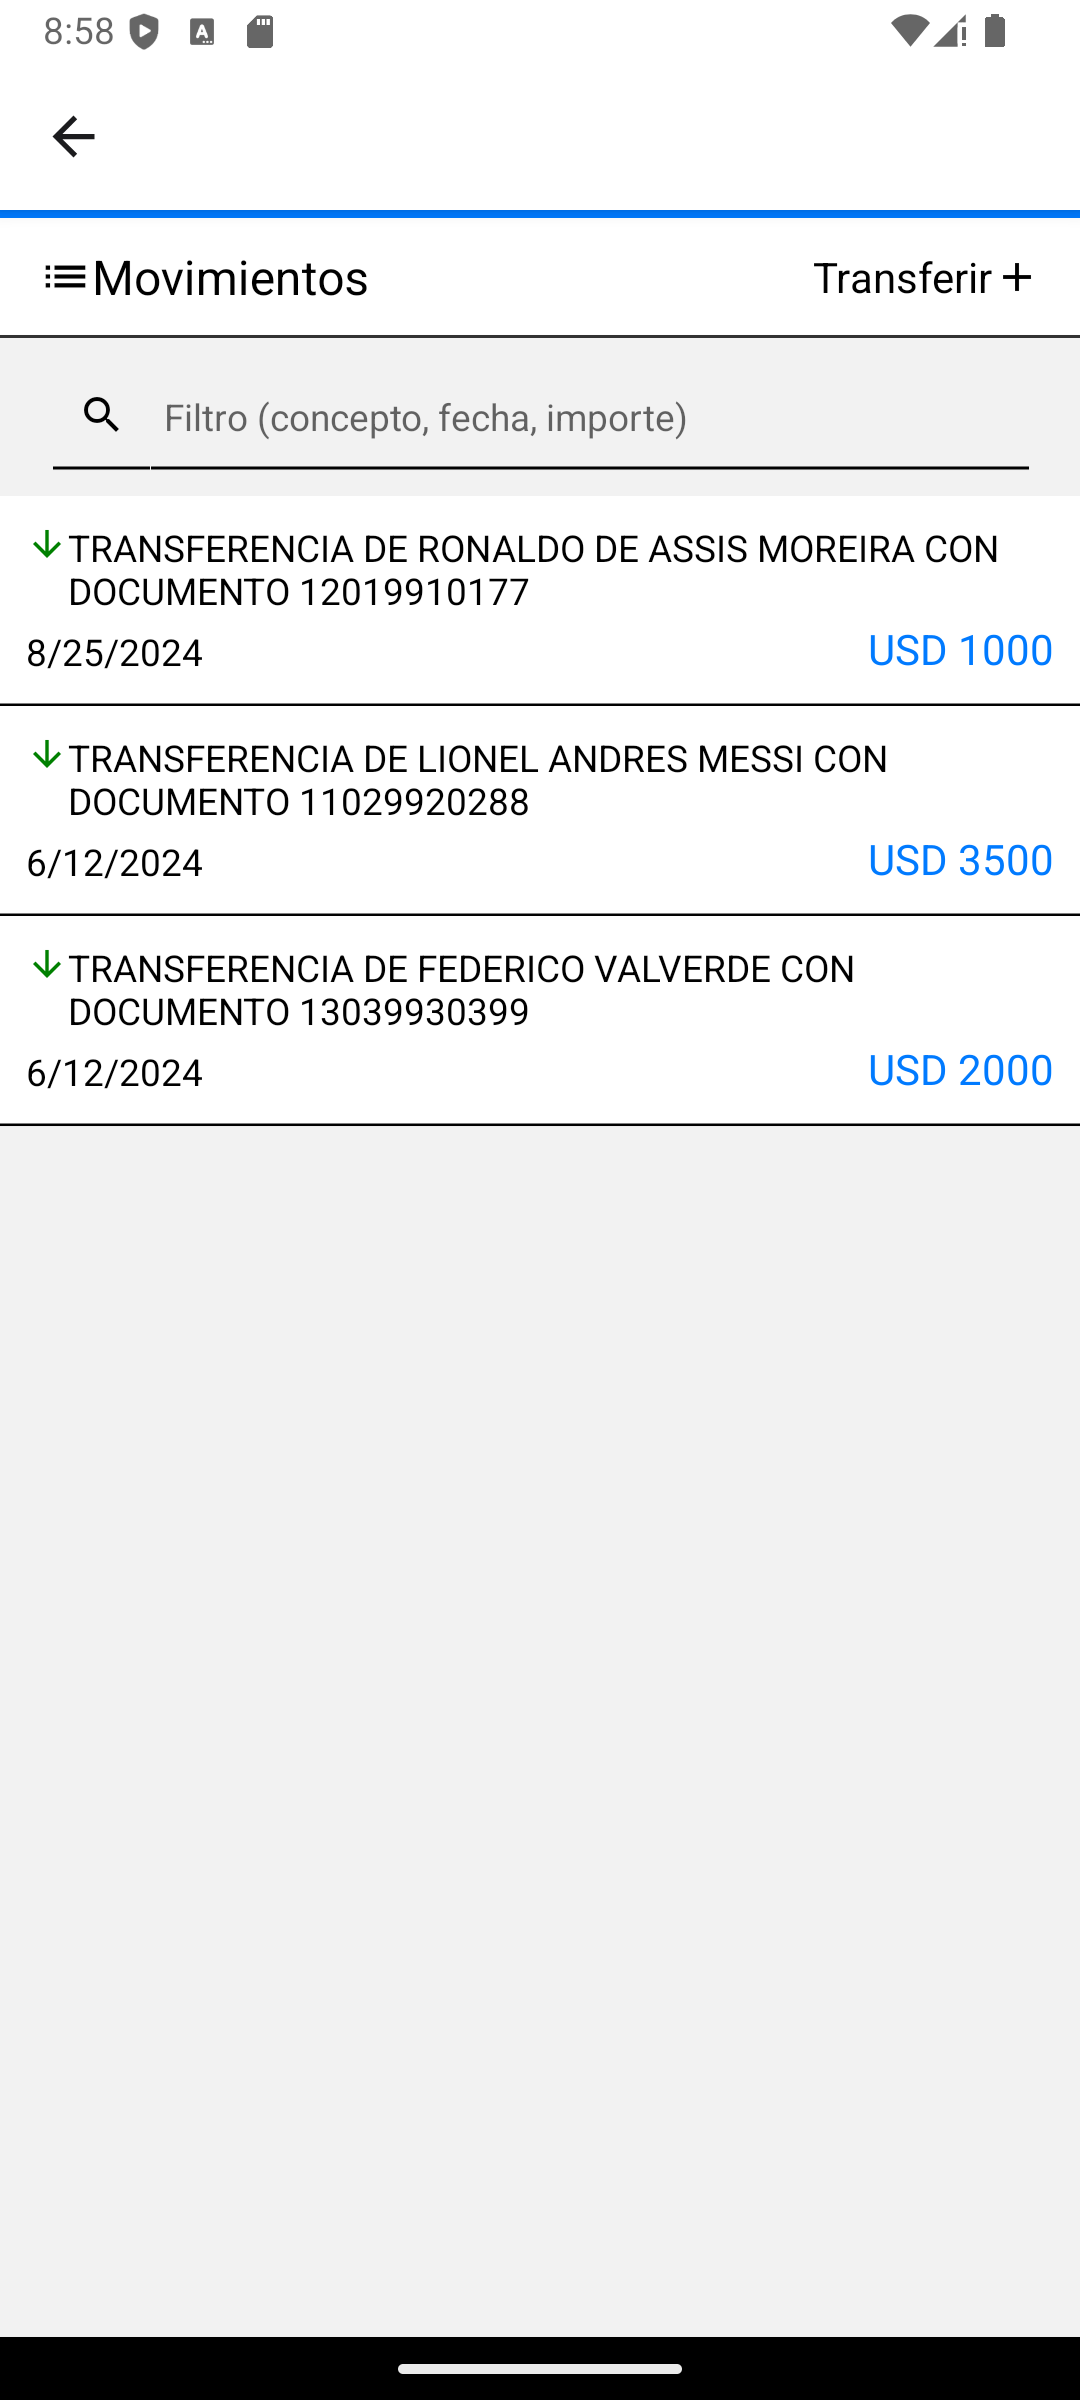 8:58
Movimientos
Transferir
Filtro (concepto, fecha, importe)
TRANSFERENCIA DE RONALDO DE ASSIS MOREIRA CON
DOCUMENTO 12019910177
8/25/2024
USD 1000
TRANSFERENCIA DE LIONEL ANDRES MESSI CON
DOCUMENTO 11029920288
6/12/2024
USD 3500
TRANSFERENCIA DE FEDERICO VALVERDE CON
DOCUMENTO 13039930399
6/12/2024
USD 2000